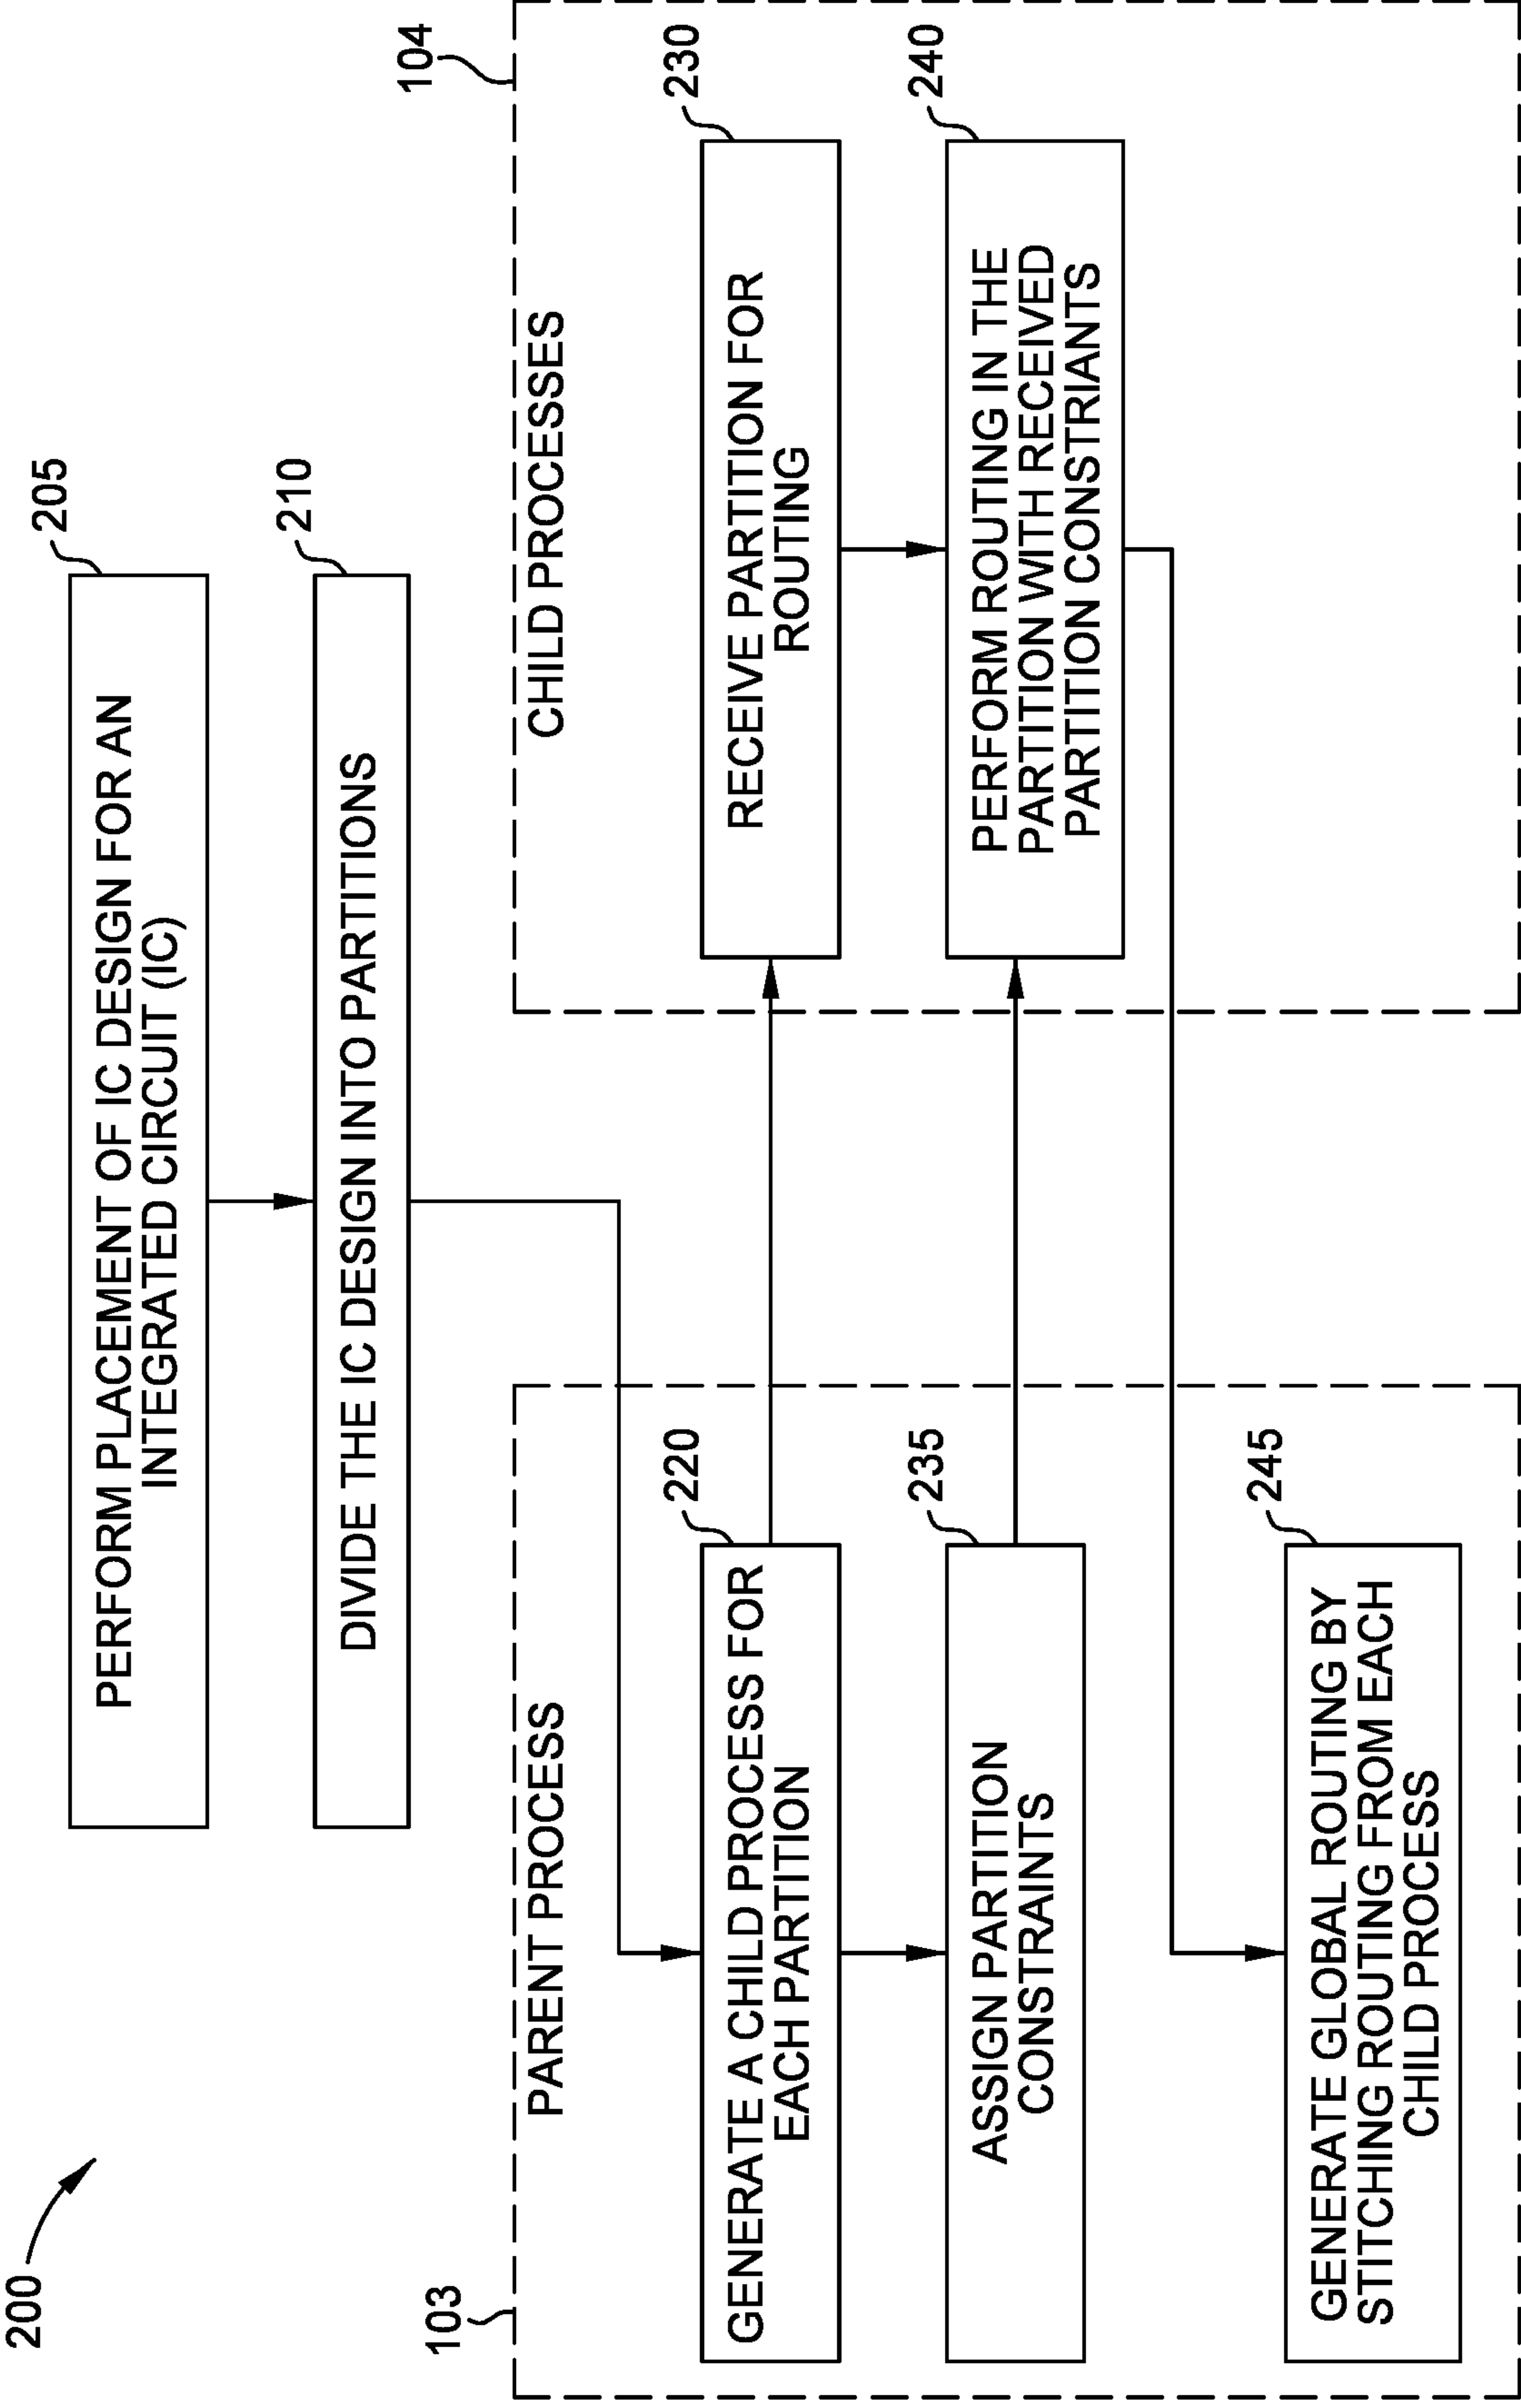 200
205
PERFORM PLACEMENT OF IC DESIGN FOR AN
INTEGRATED CIRCUIT (IC)
210
DIVIDE THE IC DESIGN INTO PARTITIONS
103
PARENT PROCESS
220
GENERATE A CHILD PROCESS FOR
EACH PARTITION
235
ASSIGN PARTITION
CONSTRAINTS
245
GENERATE GLOBAL ROUTING BY
STITCHING ROUTING FROM EACH
CHILD PROCESS
104
CHILD PROCESSES
230
RECEIVE PARTITION FOR
ROUTING
240
PERFORM ROUTING IN THE
PARTITION WITH RECEIVED
PARTITION CONSTRIANTS